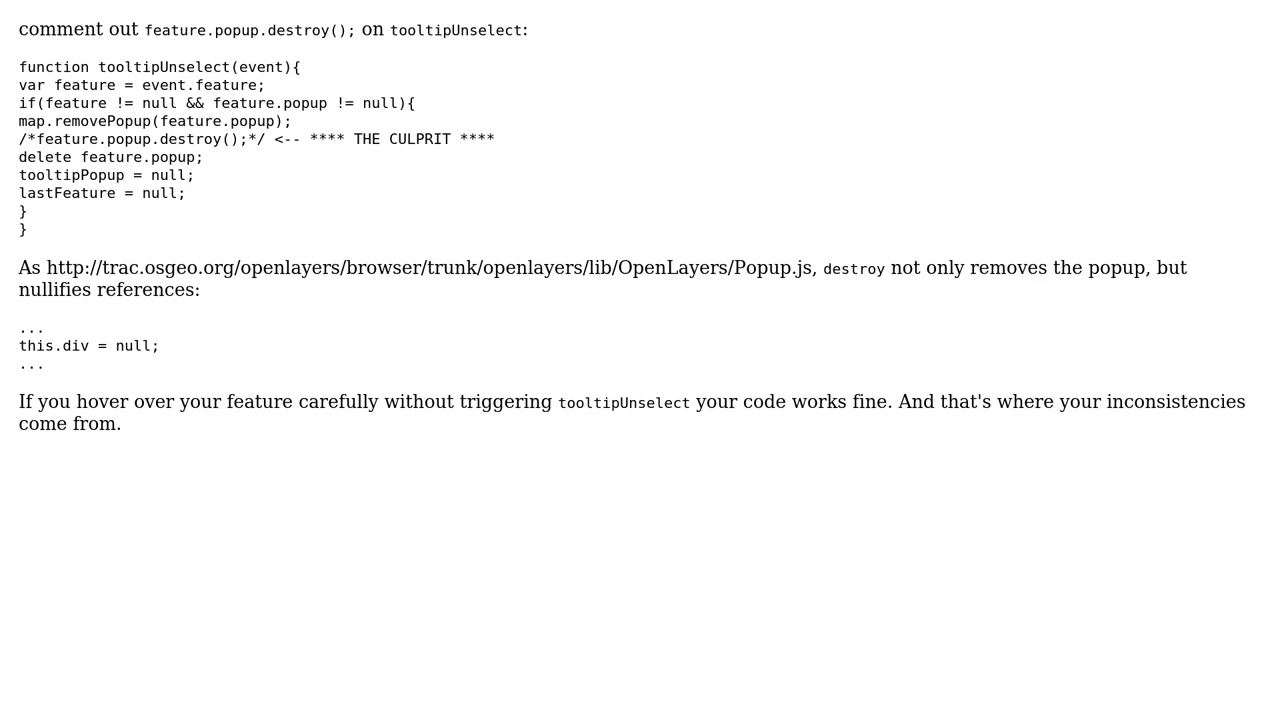 comment out feature.popup.destroy(); on tooltipUnselect:
function tooltipUnselect(event){
var feature = event.feature;
if(feature != null && feature.popup != null){
map.removePopup(feature.popup);
/*feature.popup.destroy();*/ <-- **** THE CULPRIT ****
delete feature.popup;
tooltipPopup = null;
lastFeature = null;
}
}
As http://trac.osgeo.org/openlayers/browser/trunk/openlayers/lib/OpenLayers/Popup.js, destroy not only removes the popup, but
nullifies references:
...
this.div = null;
...
If you hover over your feature carefully without triggering tooltipUnselect your code works fine. And that's where your inconsistencies
come from.